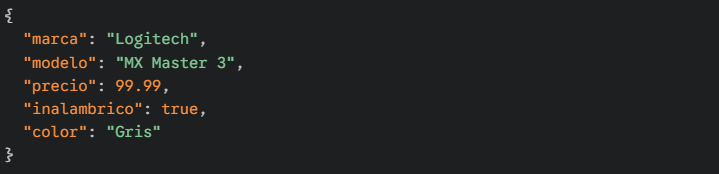 {
  "marca": "Logitech",
  "modelo": "MX Master 3",
  "precio": 99.99,
  "inalambrico": true,
  "color": "Gris"
}